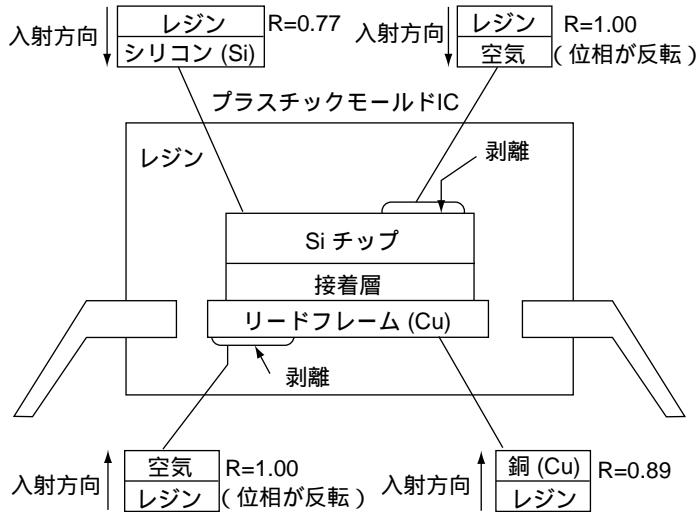 入射方向
レジン
シリコン (Si)
R=0.77
入射方向
レジン
空気
R=1.00
(位相が反転)
プラスチックモールドIC
レジン
剥離
Si チップ
接着層
リードフレーム (Cu)
剥離
入射方向
空気
レジン
R=1.00
(位相が反転)
入射方向
銅 (Cu)
レジン
R=0.89